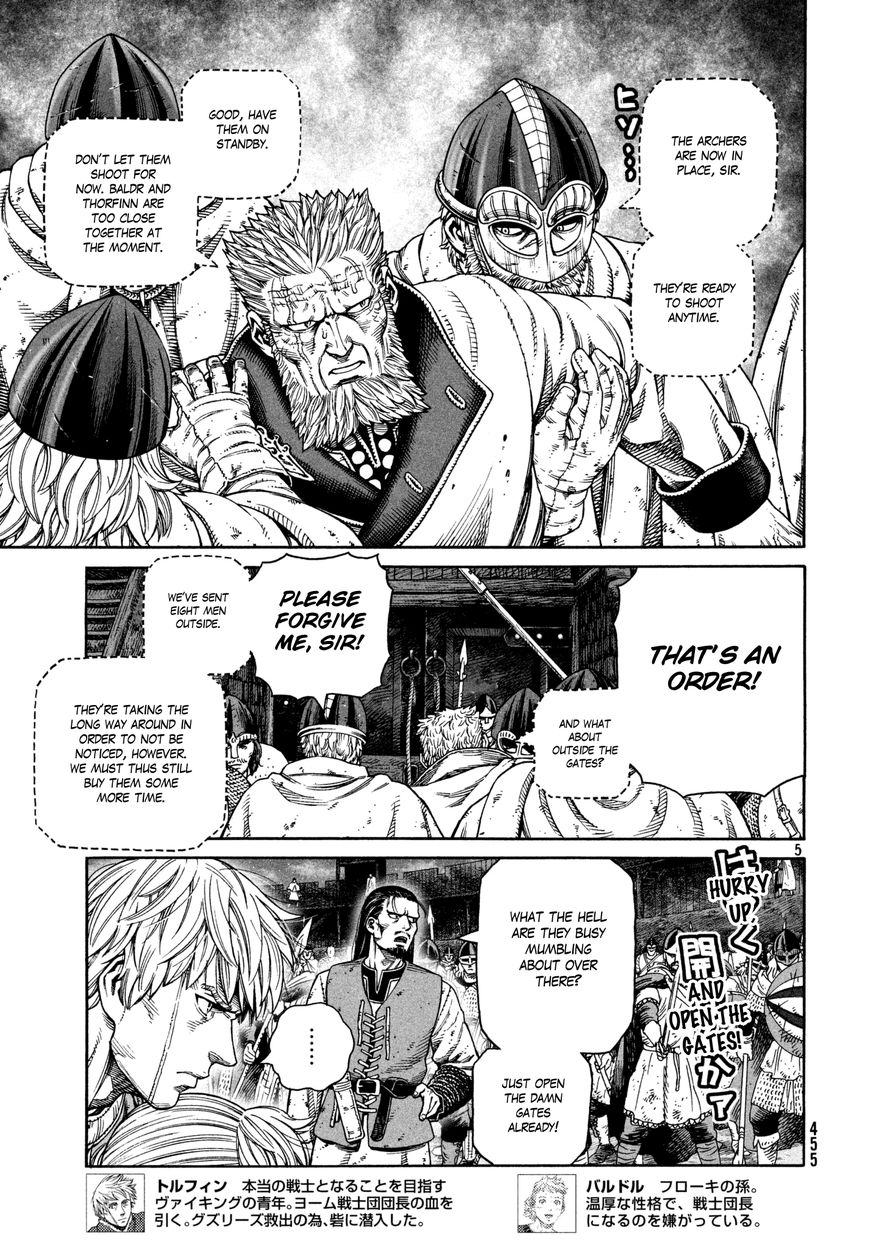 THE ARCHERS
ARE NOW IN
PLACE, SIR.
ヒソ…
THEY'RE READY
TO SHOOT
ANYTIME.
GOOD, HAVE
THEM ON
STANDBY.
DON'T LET THEM
SHOOT FOR
NOW. BALDR AND
THORFINN ARE
TOO CLOSE
TOGETHER AT
THE MOMENT.
THAT'S AN
ORDER!
AND WHAT
ABOUT
OUTSIDE THE
GATES?
PLEASE
FORGIVE
ME, SIR!
WE'VE SENT
EIGHT MEN
OUTSIDE.
THEY'RE TAKING THE
LONG WAY AROUND IN
ORDER TO NOT BE
NOTICED, HOWEVER.
WE MUST THUS STILL
BUY THEM SOME
MORE TIME.
5
HURRY
UP,
AND
OPEN THE
GATES!
はく
開
かァ
WHAT THE HELL
ARE THEY BUSY
MUMBLING
ABOUT OVER
THERE?
JUST OPEN
THE DAMN
GATES
ALREADY!
……
455
トルフィン 本当の戦士となることを目指す
ヴァイキングの青年。ヨーム戦士団団長の血を
引く。グズリーズ救出の為、砦に潜入した。
バルドル フローキの孫。
温厚な性格で、戦士団長
になるのを嫌がっている。